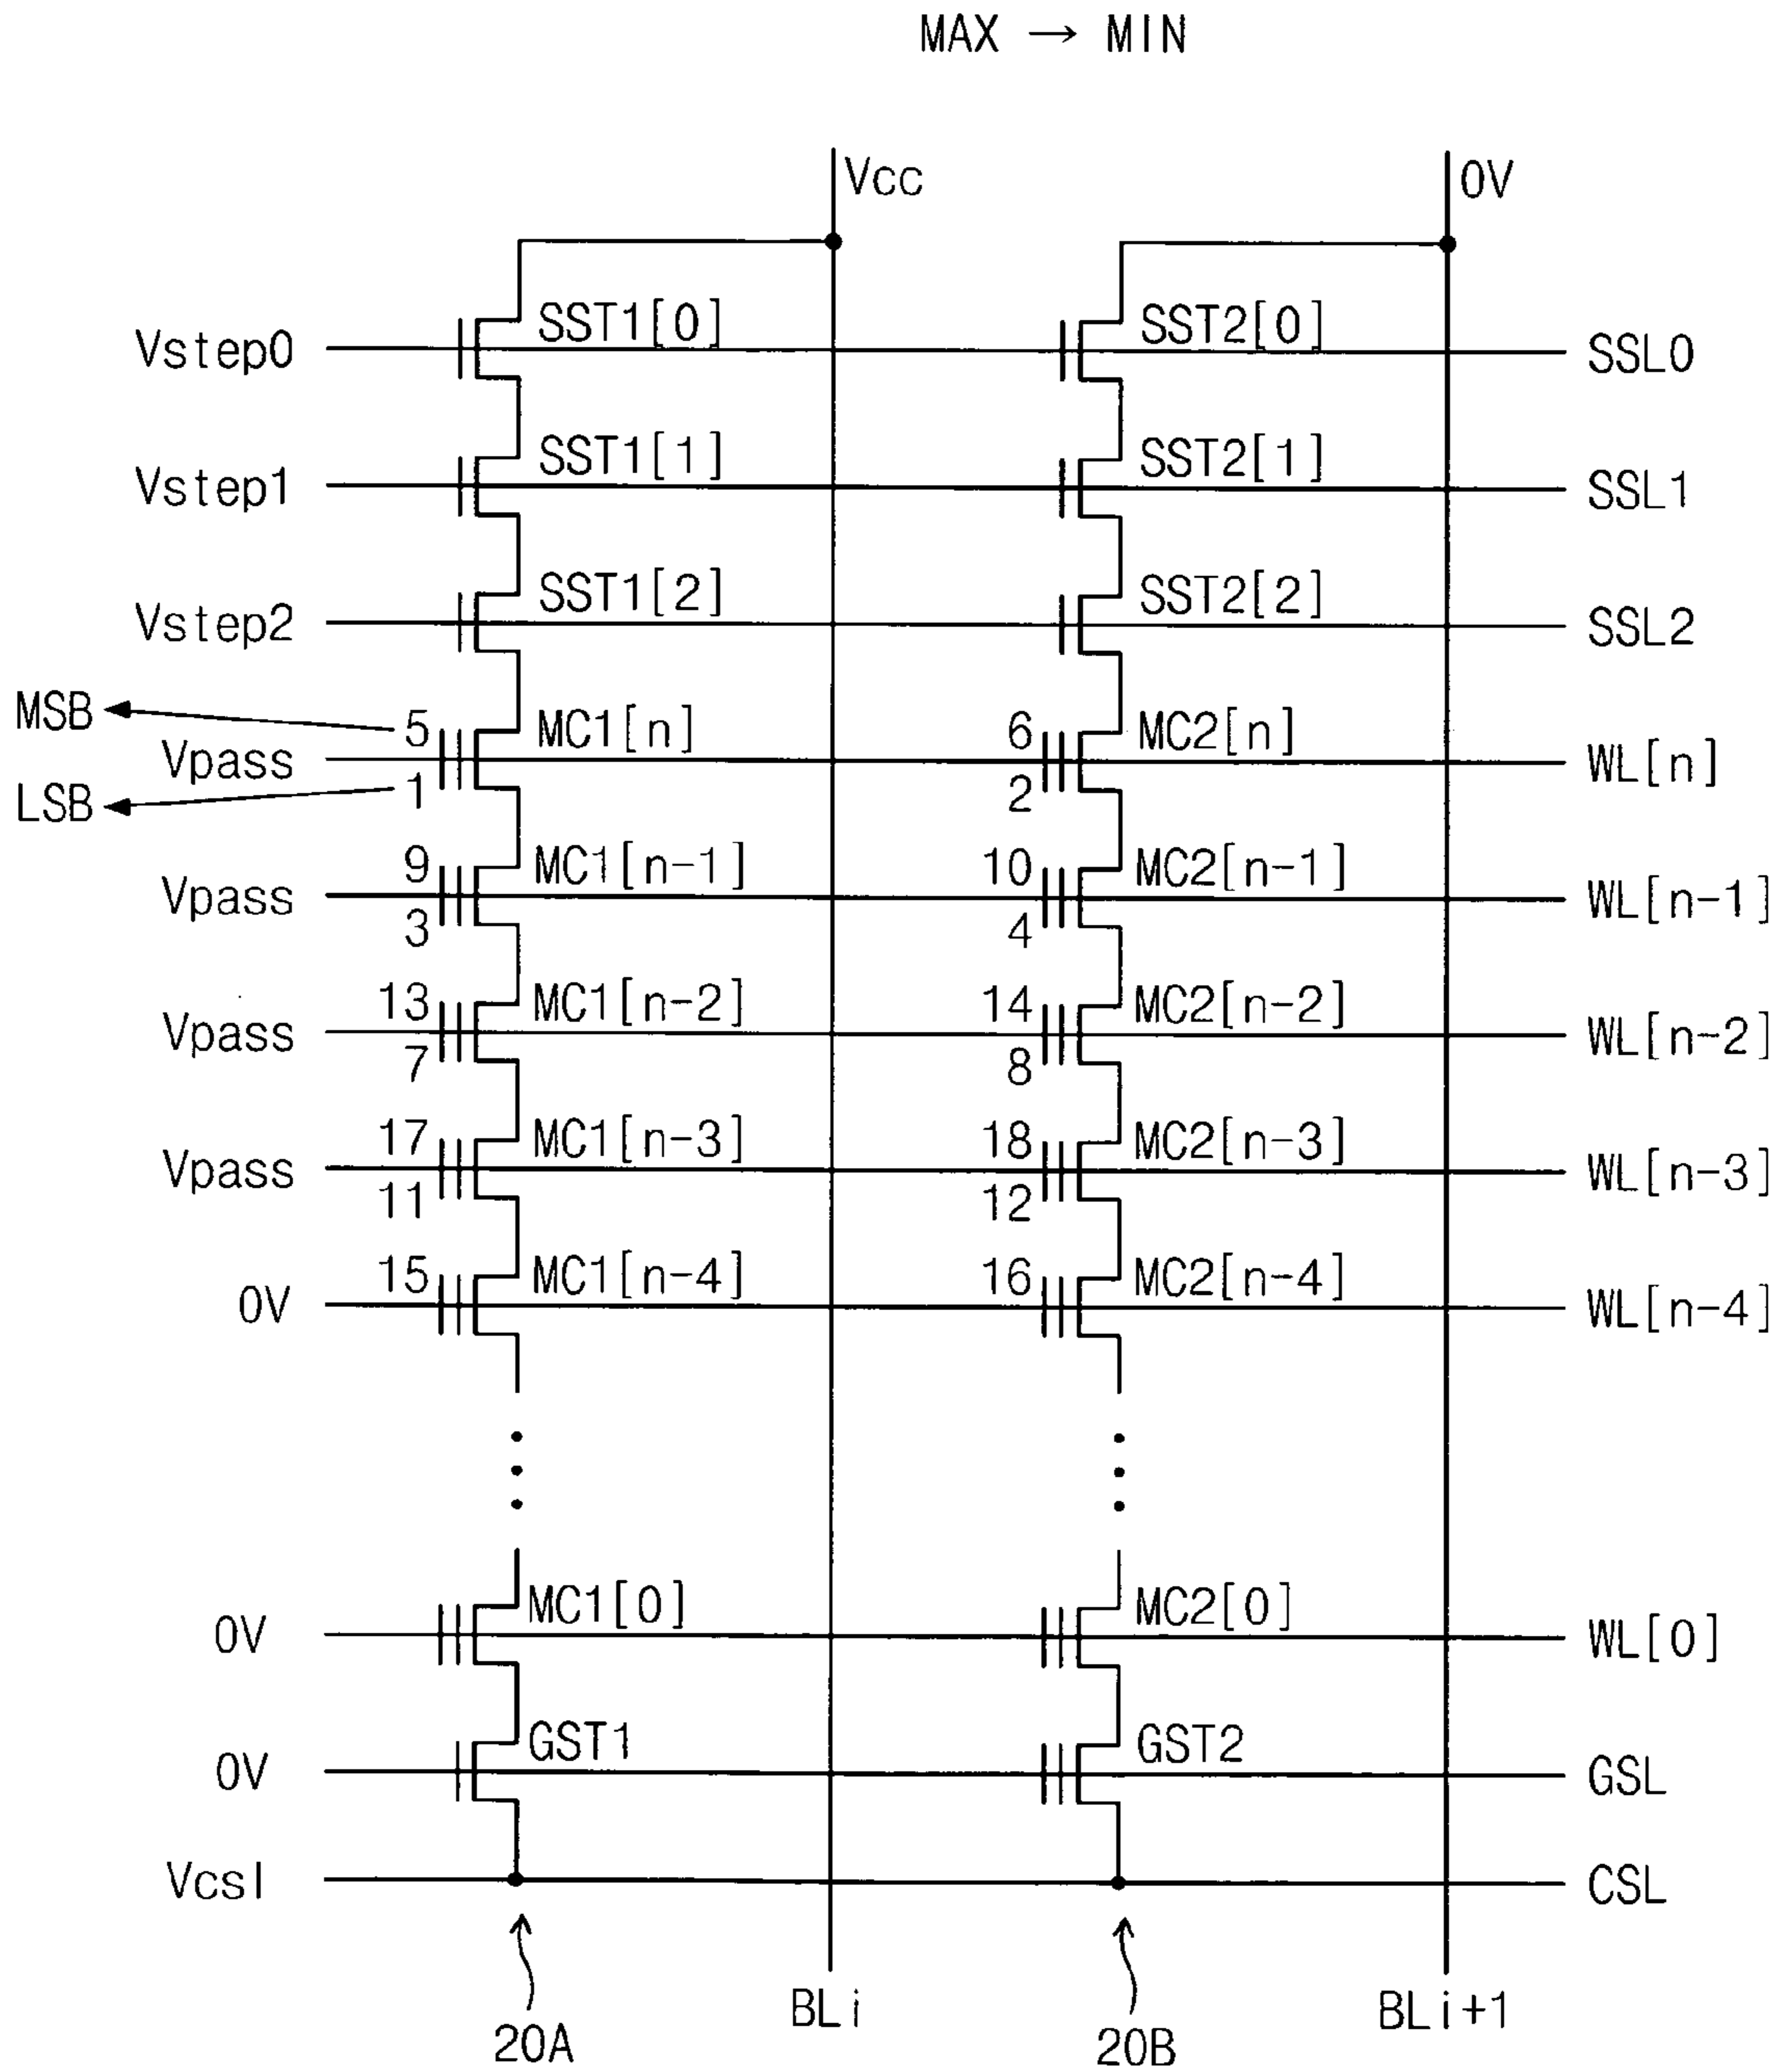 MAX → MIN
Vcc 0V
Vstep0 SST1[0] SST2[0] SSL0
Vstep1 SST1[1] SST2[1] SSL1
Vstep2 SST1[2] SST2[2] SSL2
MSB 5 MC1[n] 6 MC2[n]
Vpass WL[n]
LSB 1 2
9 MC1[n-1] 10 MC2[n-1]
Vpass WL[n-1]
3 4
13 MC1[n-2] 14 MC2[n-2]
Vpass WL[n-2]
7 8
17 MC1[n-3] 18 MC2[n-3]
Vpass WL[n-3]
11 12
15 MC1[n-4] 16 MC2[n-4]
0V WL[n-4]
MC1[0] MC2[0]
0V WL[0]
GST1 GST2
0V GSL
Vcsl CSL
BLi BLi+1
20A 20B